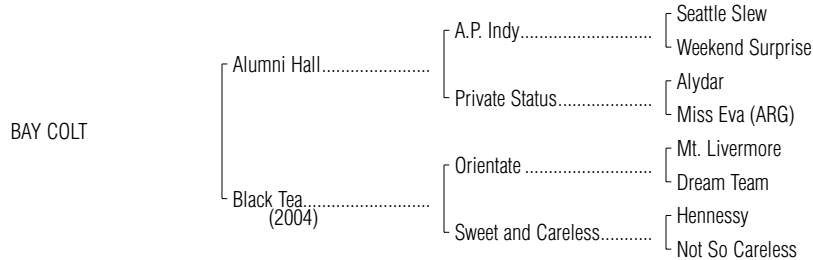 Seattle Slew
A.P. Indy..............................
Weekend Surprise
Alumni Hall.........................
Alydar
Private Status.....................
Miss Eva (ARG)
BAY COLT
Mt. Livermore
Orientate ............................
Dream Team
Black Tea.............................
(2004)
Hennessy
Sweet and Careless...........
Not So Careless